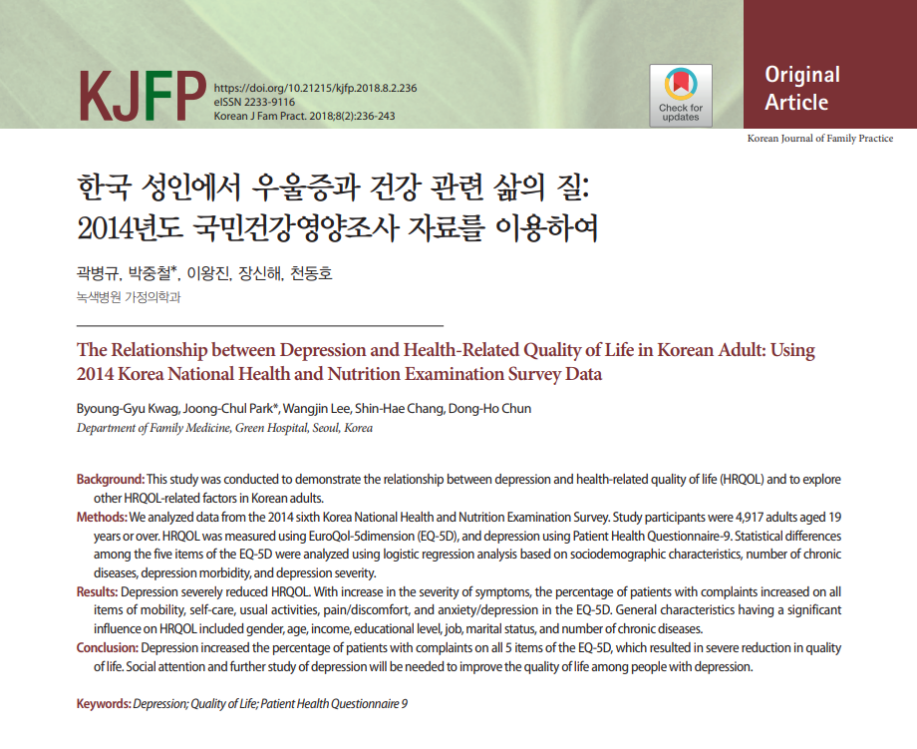 KJFP
https://doi.org/10.21215/kjfp.2018.8.2.236
eISSN 2233-9116
Korean J Fam Pract. 2018;8(2):236-243
Check for
updates
Original
Article
Korean Journal of Family Practice
한국 성인에서 우울증과 건강 관련 삶의 질:
2014년도 국민건강영양조사 자료를 이용하여
곽병규, 박중철*, 이왕진, 장신해, 천동호
녹색병원 가정의학과
The Relationship between Depression and Health-Related Quality of Life in Korean Adult: Using
2014 Korea National Health and Nutrition Examination Survey Data
Byoung-Gyu Kwag, Joong-Chul Park*, Wangjin Lee, Shin-Hae Chang, Dong-Ho Chun
Department of Family Medicine, Green Hospital, Seoul, Korea
Background: This study was conducted to demonstrate the relationship between depression and health-related quality of life (HRQOL) and to explore
other HRQOL-related factors in Korean adults.
Methods: We analyzed data from the 2014 sixth Korea National Health and Nutrition Examination Survey. Study participants were 4,917 adults aged 19
years or over. HRQOL was measured using EuroQol-5dimension (EQ-5D), and depression using Patient Health Questionnaire-9. Statistical differences
among the five items of the EQ-5D were analyzed using logistic regression analysis based on sociodemographic characteristics, number of chronic
diseases, depression morbidity, and depression severity.
Results: Depression severely reduced HRQOL. With increase in the severity of symptoms, the percentage of patients with complaints increased on all
items of mobility, self-care, usual activities, pain/discomfort, and anxiety/depression in the EQ-5D. General characteristics having a significant
influence on HRQOL included gender, age, income, educational level, job, marital status, and number of chronic diseases.
Conclusion: Depression increased the percentage of patients with complaints on all 5 items of the EQ-5D, which resulted in severe reduction in quality
of life. Social attention and further study of depression will be needed to improve the quality of life among people with depression.
Keywords: Depression; Quality of Life; Patient Health Questionnaire 9